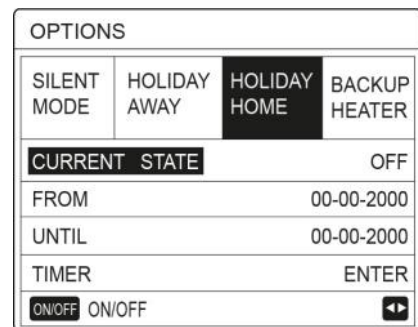 OPTIONS
SILENT MODE HOLIDAY AWAY HOLIDAY HOME BACKUP HEATER
CURRENT STATE OFF
FROM 00-00-2000
UNTIL 00-00-2000
TIMER ENTER
ON/OFF ON/OFF